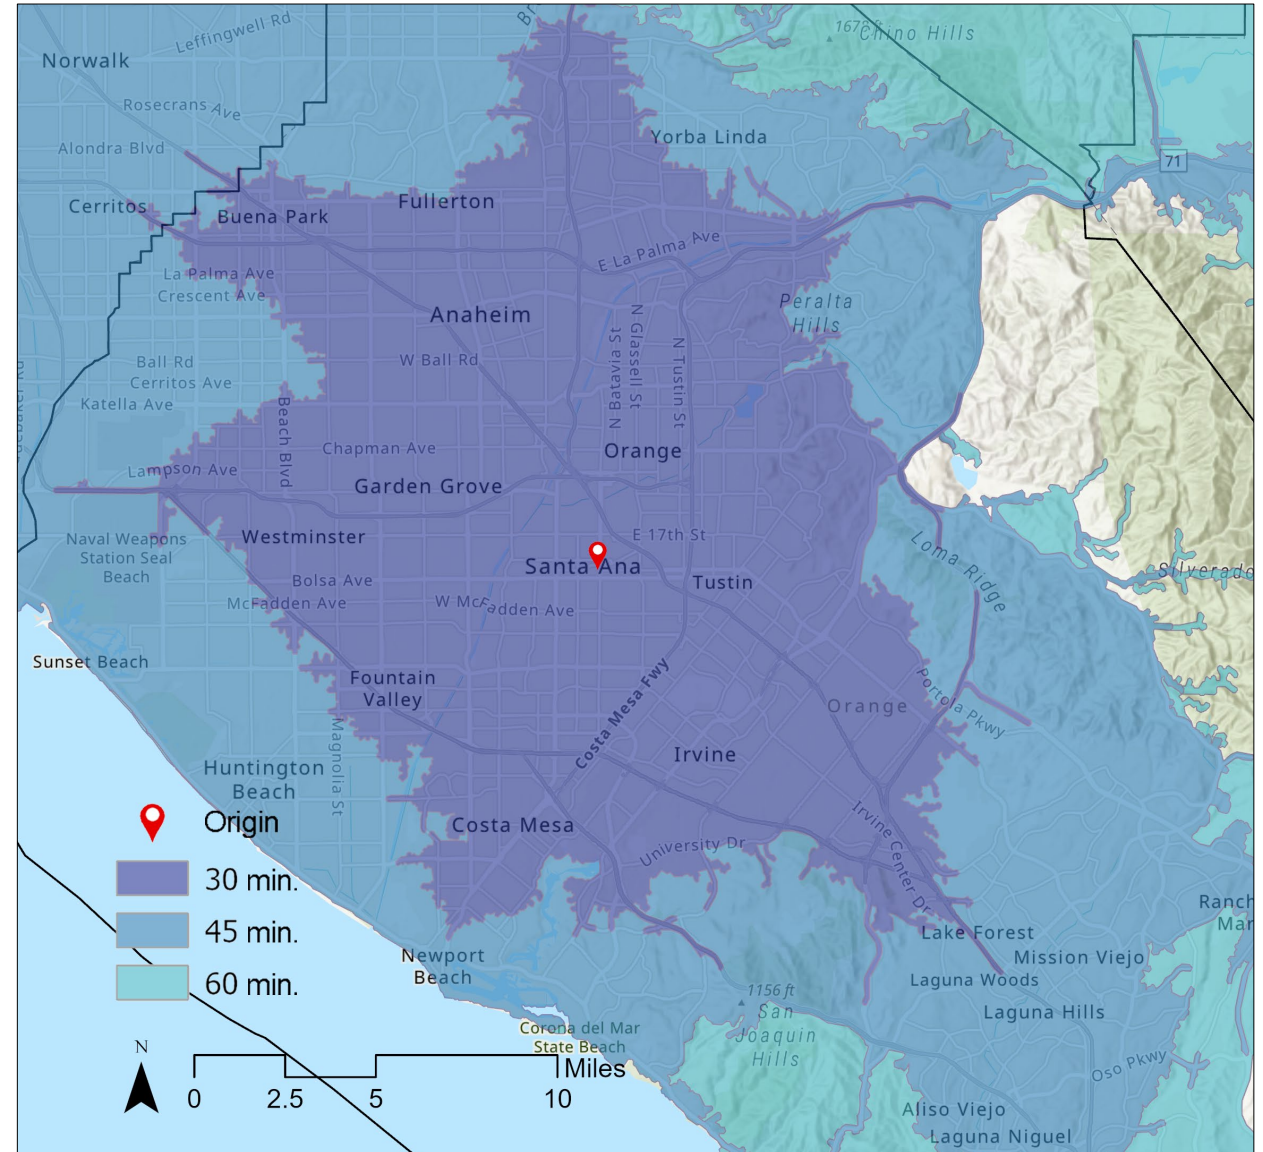 Leffingwell Rd
1678 ft
Chino Hills
Norwalk
Rosecrans Ave
Yorba Linda
Alondra Blvd
71
Cerritos
Buena Park
Fullerton
E La Palma Ave
La Palma Ave
Crescent Ave
Peralta
Hills
Anaheim
N Batavia St
N Glassell St
N Tustin St
Ball Rd
W Ball Rd
Cerritos Ave
Katella Ave
Beach Blvd
Chapman Ave
Orange
Lampson Ave
Garden Grove
Westminster
E 17th St
Naval Weapons
Station Seal
Beach
Santa Ana
Loma Ridge
Silverado
Bolsa Ave
Tustin
McFadden Ave
W McFadden Ave
Sunset Beach
Fountain
Valley
Costa Mesa Fwy
Portola Pkwy
Orange
Magnolia St
Irvine
Huntington
Beach
Origin
Costa Mesa
University Dr
Irvine Center Dr
30 min.
45 min.
60 min.
Ranch
Mar
Lake Forest
Newport
Beach
Mission Viejo
Laguna Woods
1156 ft
San
Joaquin
Hills
Laguna Hills
Corona del Mar
State Beach
N
Miles
0 2.5 5 10
Oso Pkwy
Aliso Viejo
Laguna Niguel